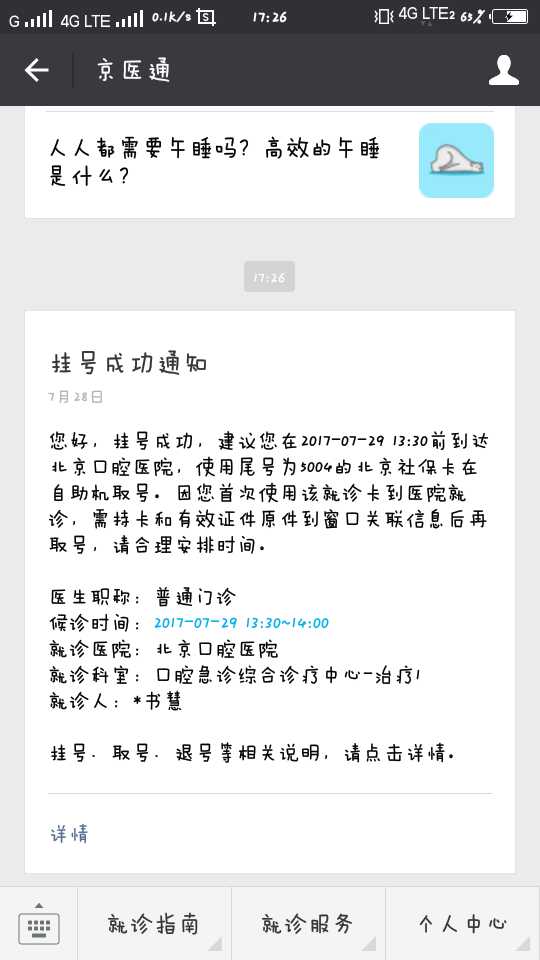 G 4G LTE 0.1K/s S 17:26 4G LTE2 65%
京医通
人人都需要午睡吗？高效的午睡
是什么？
17:26
挂号成功通知
7月28日
您好，挂号成功，建议您在2017-07-29 13:30前到达
北京口腔医院，使用尾号为5004的北京社保卡在
自助机取号。因您首次使用该就诊卡到医院就
诊，需持卡和有效证件原件到窗口关联信息后再
取号，请合理安排时间。
医生职称：普通门诊
候诊时间：2017-07-29 13:30~14:00
就诊医院：北京口腔医院
就诊科室：口腔急诊综合诊疗中心-治疗1
就诊人：*书慧
挂号、取号、退号等相关说明，请点击详情。
详情
就诊指南 就诊服务 个人中心